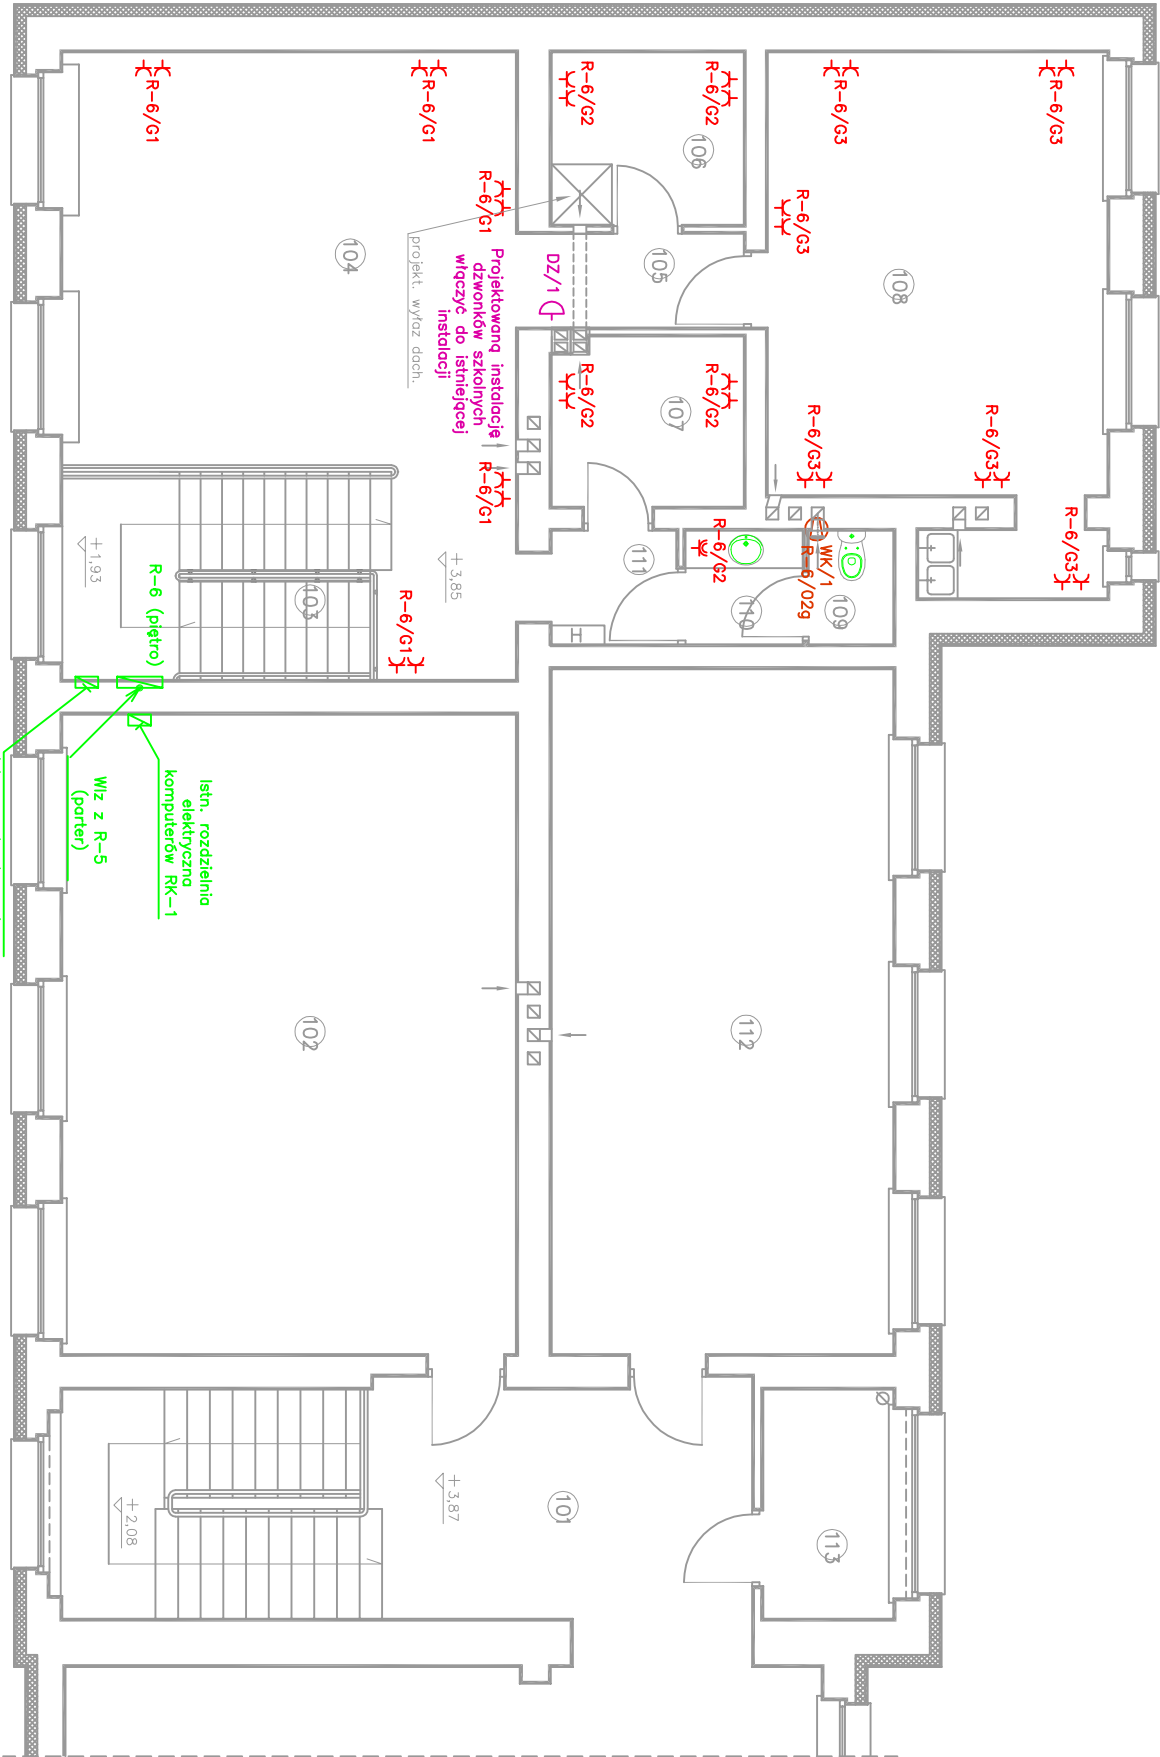 R-6/G3
R-6/G3
R-6/G3
108
R-6/G3
109
113
WK/1
R-6/02g
R-6/G3
R-6/G3
110
112
R-6/G2
R-6/G2
R-6/G2
106
107
105
111
R-6/G2
R-6/G2
H
101
DZ/1
Projektowaną instalację
dzwonków szkolnych
włączyć do istniejącej
instalacji
R-6/G1
R-6/G1
+3,85
+3,87
R-6/G1
projekt. wyłaz dach.
R-6/G1
104
103
102
Istn. rozdzielnia
elektryczna
komputerów RK-1
R-6 (piętro)
R-6/G1
+2,08
Wlz z R-5
(parter)
+1,93